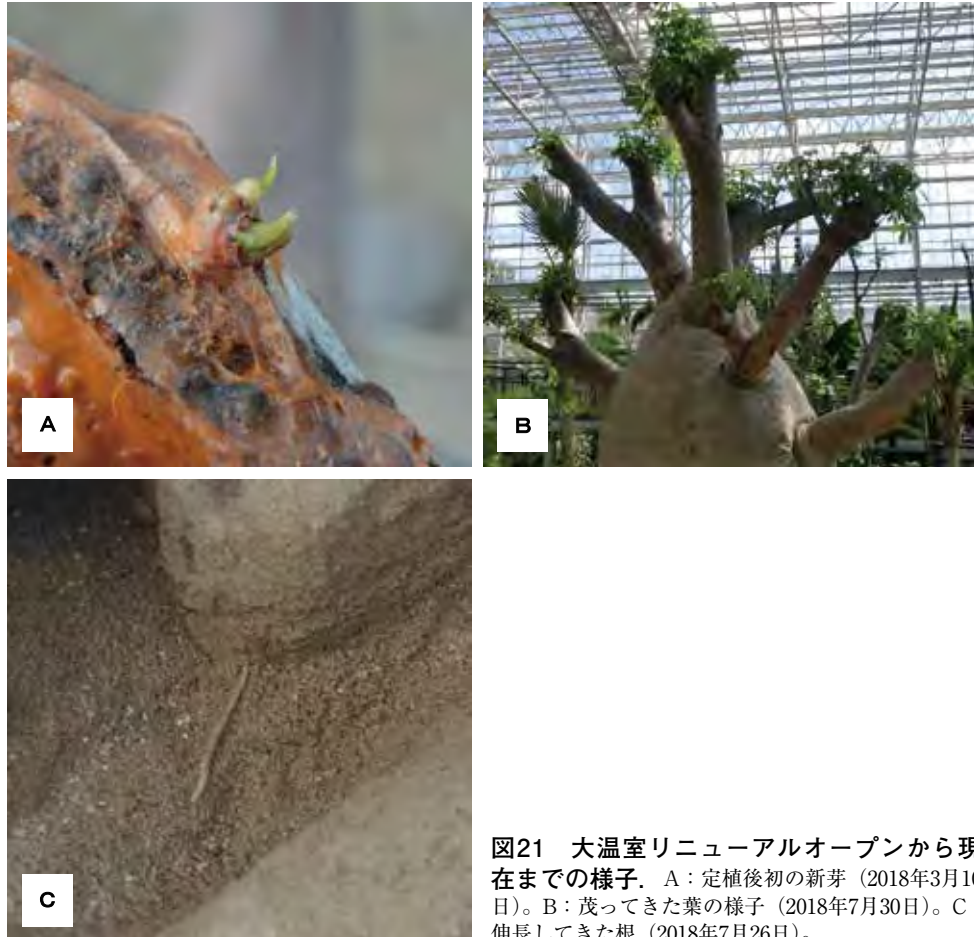 A
B
C
図21　大温室リニューアルオープンから現
在までの様子．A：定植後初の新芽（2018年3月10
日）。B：茂ってきた葉の様子（2018年7月30日）。C
伸長してきた根（2018年7月26日）。